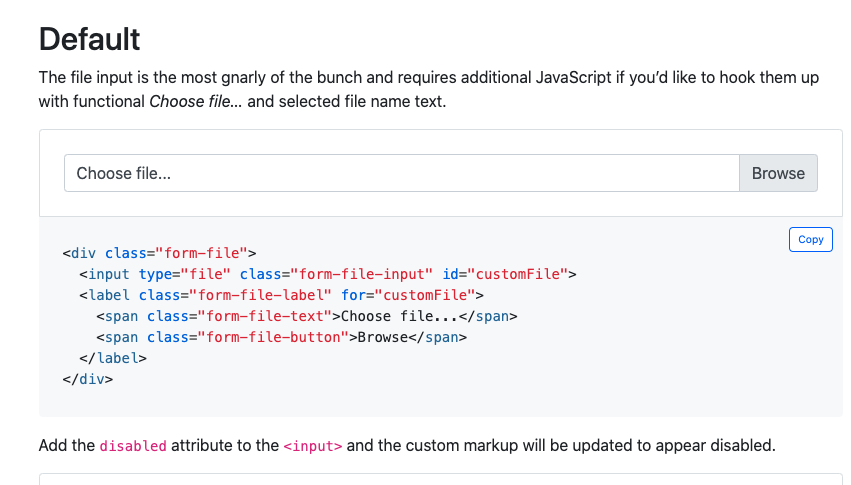 Default
The file input is the most gnarly of the bunch and requires additional JavaScript if you’d like to hook them up
with functional Choose file... and selected file name text.
Choose file...
Browse
Copy
<div class="form-file">
  <input type="file" class="form-file-input" id="customFile">
  <label class="form-file-label" for="customFile">
    <span class="form-file-text">Choose file...</span>
    <span class="form-file-button">Browse</span>
  </label>
</div>
Add the disabled attribute to the <input> and the custom markup will be updated to appear disabled.